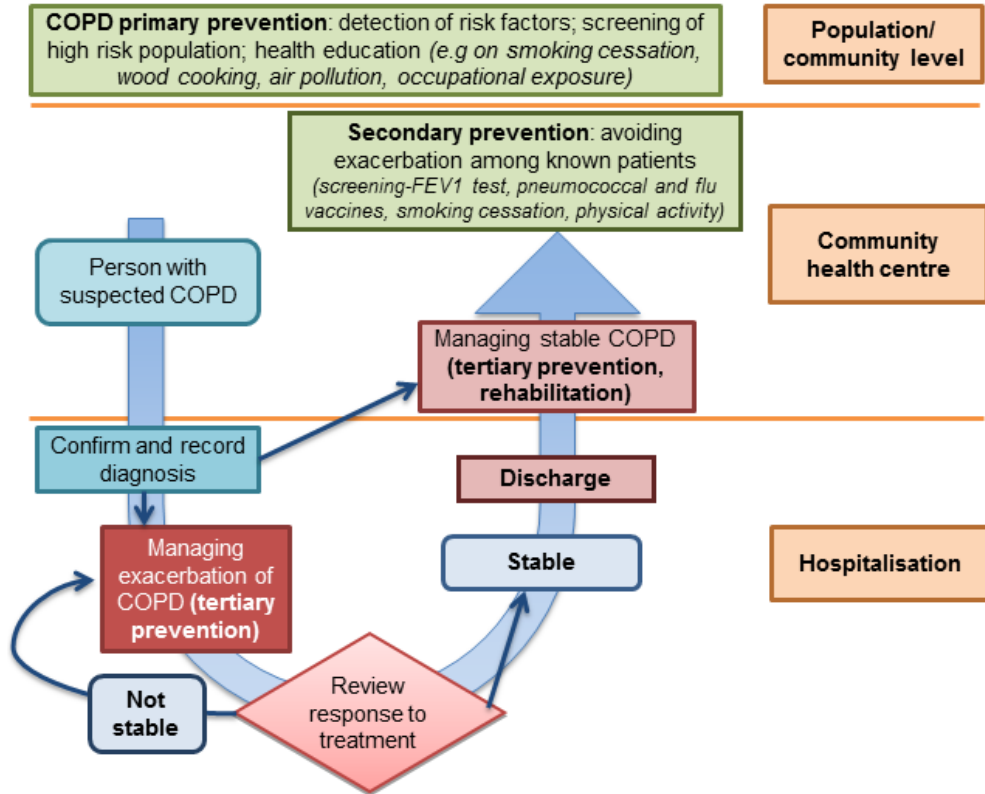 COPD primary prevention: detection of risk factors; screening of
high risk population; health education (e.g on smoking cessation,
wood cooking, air pollution, occupational exposure)
Population/
community level
Secondary prevention: avoiding
exacerbation among known patients
(screening-FEV1 test, pneumococcal and flu
vaccines, smoking cessation, physical activity)
Person with
suspected COPD
Community
health centre
Managing stable COPD
(tertiary prevention,
rehabilitation)
Confirm and record
diagnosis
Discharge
Managing
exacerbation of
COPD (tertiary
prevention)
Stable
Hospitalisation
Not
stable
Review
response to
treatment